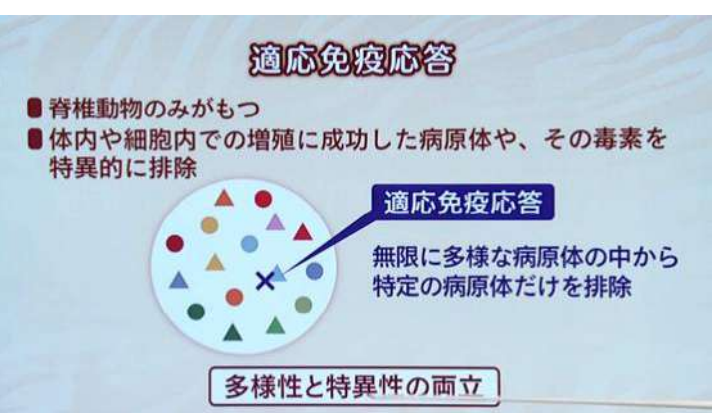 適応免疫応答
■脊椎動物のみがもつ
■体内や細胞内での増殖に成功した病原体や、その毒素を
特異的に排除
適応免疫応答
無限に多様な病原体の中から
特定の病原体だけを排除
多様性と特異性の両立